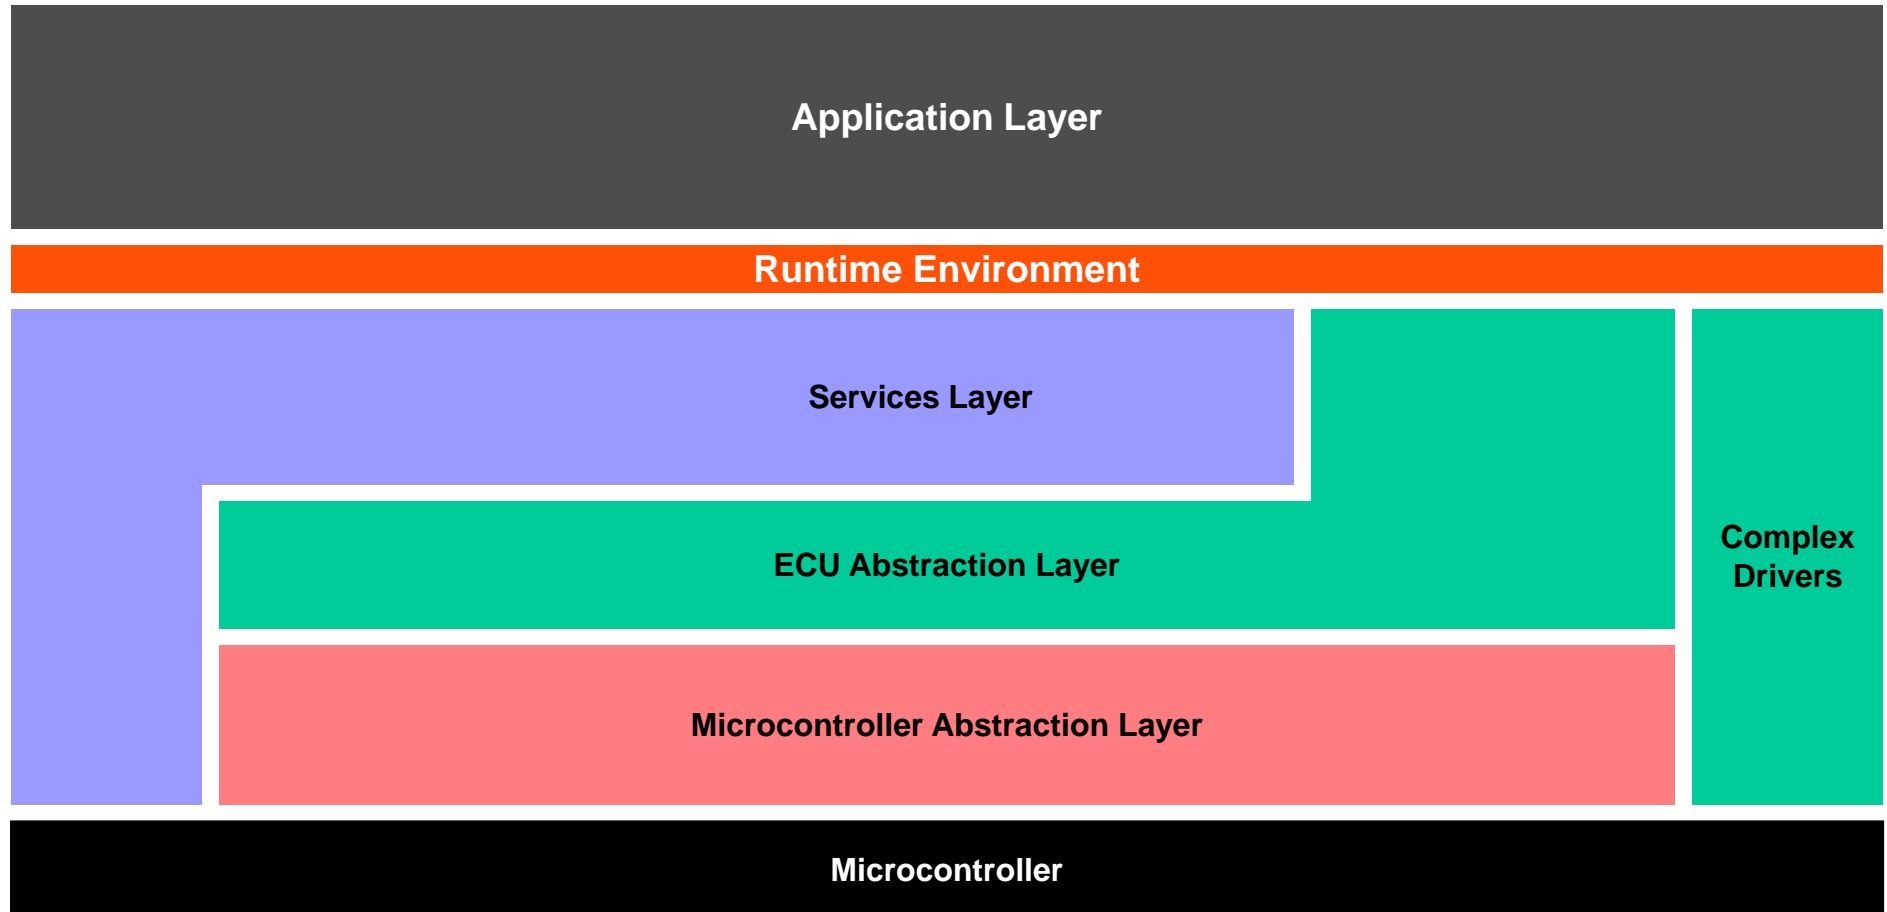 Application Layer
Runtime Environment
Services Layer
ECU Abstraction Layer
Complex
Drivers
Microcontroller Abstraction Layer
Microcontroller